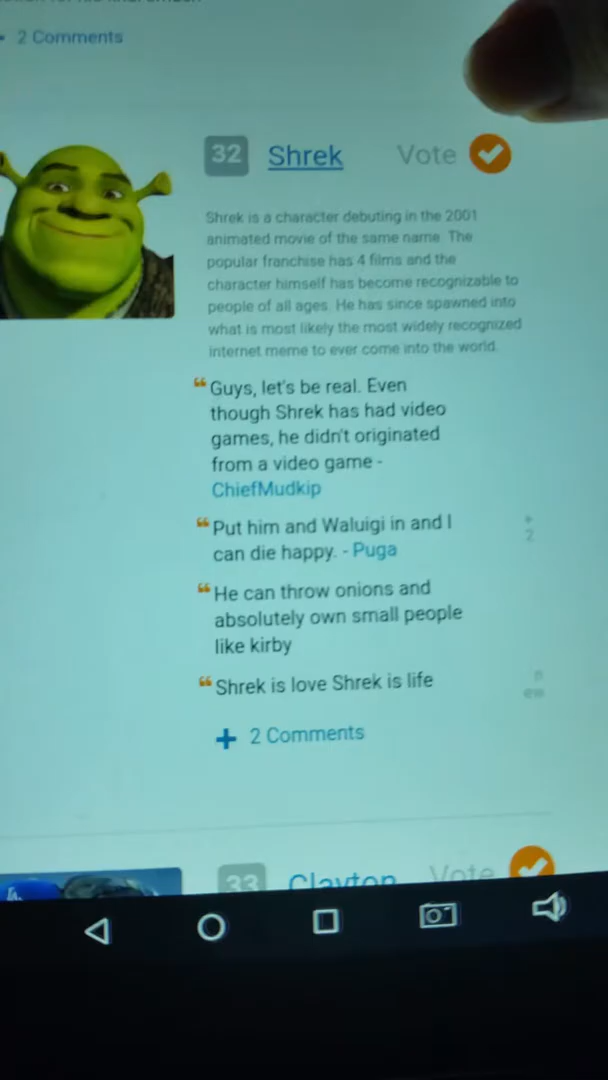 2 Comments
32 Shrek Vote
Shrek is a character debuting in the 2001
animated movie of the same name. The
popular franchise has 4 films and the
character himself has become recognizable to
people of all ages. He has since spawned into
what is most likely the most widely recognized
internet meme to ever come into the world.
Guys, let's be real. Even
though Shrek has had video
games, he didn't originated
from a video game -
ChiefMudkip
Put him and Waluigi in and I
can die happy. - Puga
2
He can throw onions and
absolutely own small people
like kirby
Shrek is love Shrek is life
+ 2 Comments
33 Clayton Vote